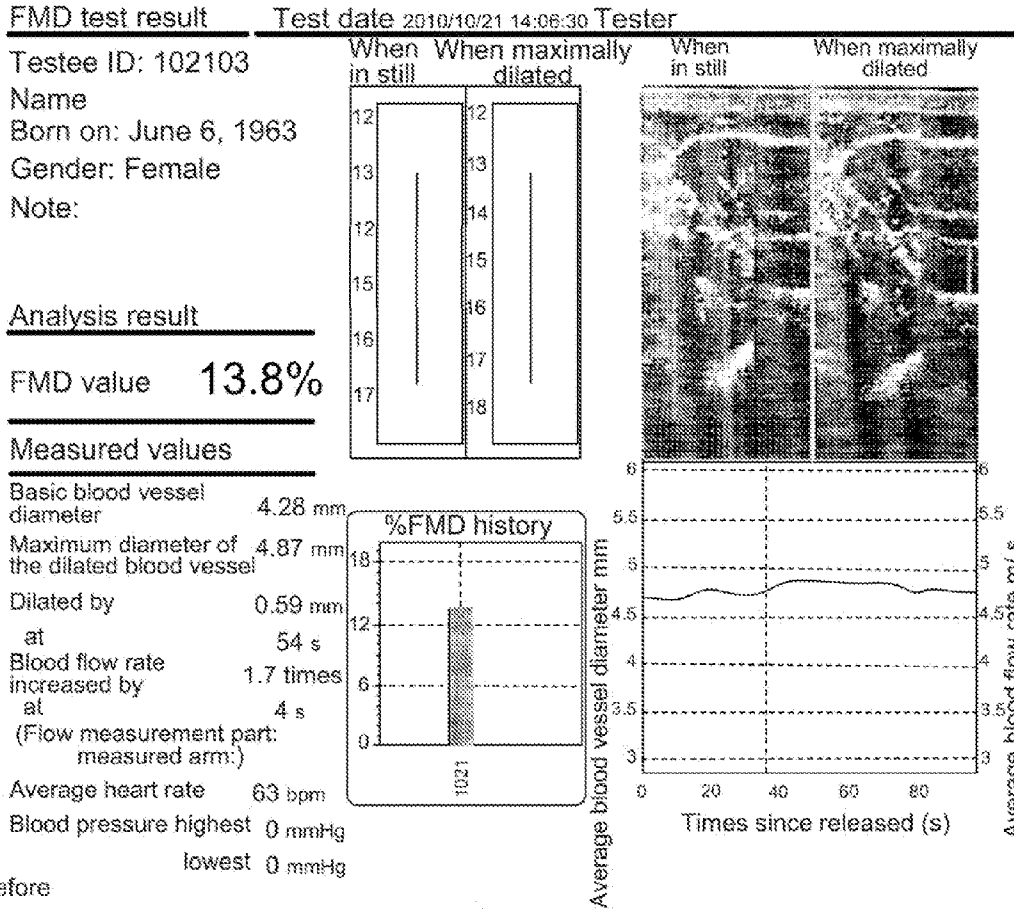 FMD test result
Test date 2010/10/21 14:06:30 Tester
Testee ID: 102103
Name
Born on: June 6, 1963
Gender: Female
Note:
Analysis result
FMD value 13.8%
Measured values
Basic blood vessel
diameter 4.28 mm
Maximum diameter of
the dilated blood vessel 4.87 mm
Dilated by 0.59 mm
at 54 s
Blood flow rate
increased by 1.7 times
at 4 s
(Flow measurement part:
measured arm:)
Average heart rate 63 bpm
Blood pressure highest 0 mmHg
lowest 0 mmHg
efore
When
in still
12
13
12
15
16
17
When maximally
dilated
12
13
14
15
16
17
18
When
in still
When maximally
dilated
%FMD history
18
12
6
0
1021
Average blood vessel diameter mm
6
5.5
5
4.5
4
3.5
3
0 20 40 60 80
Times since released (s)
6
5.5
5
4.5
4
3.5
3
Average blood flow rate m/ s